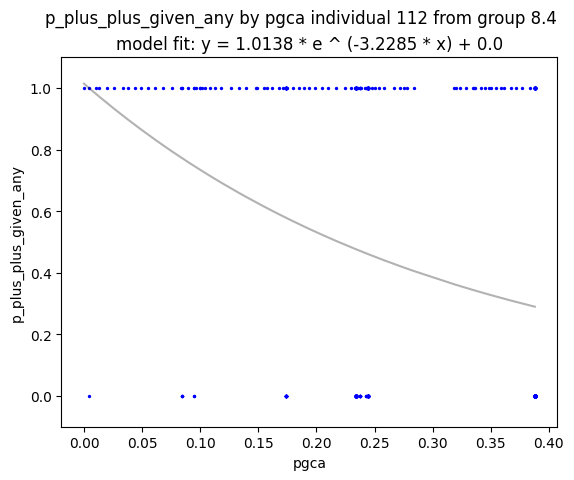 p_plus_plus_given_any by pgca individual 112 from group 8.4
model fit: y = 1.0138 * e ^ (-3.2285 * x) + 0.0
p_plus_plus_given_any
1.0
0.8
0.6
0.4
0.2
0.0
0.00 0.05 0.10 0.15 0.20 0.25 0.30 0.35 0.40
pgca